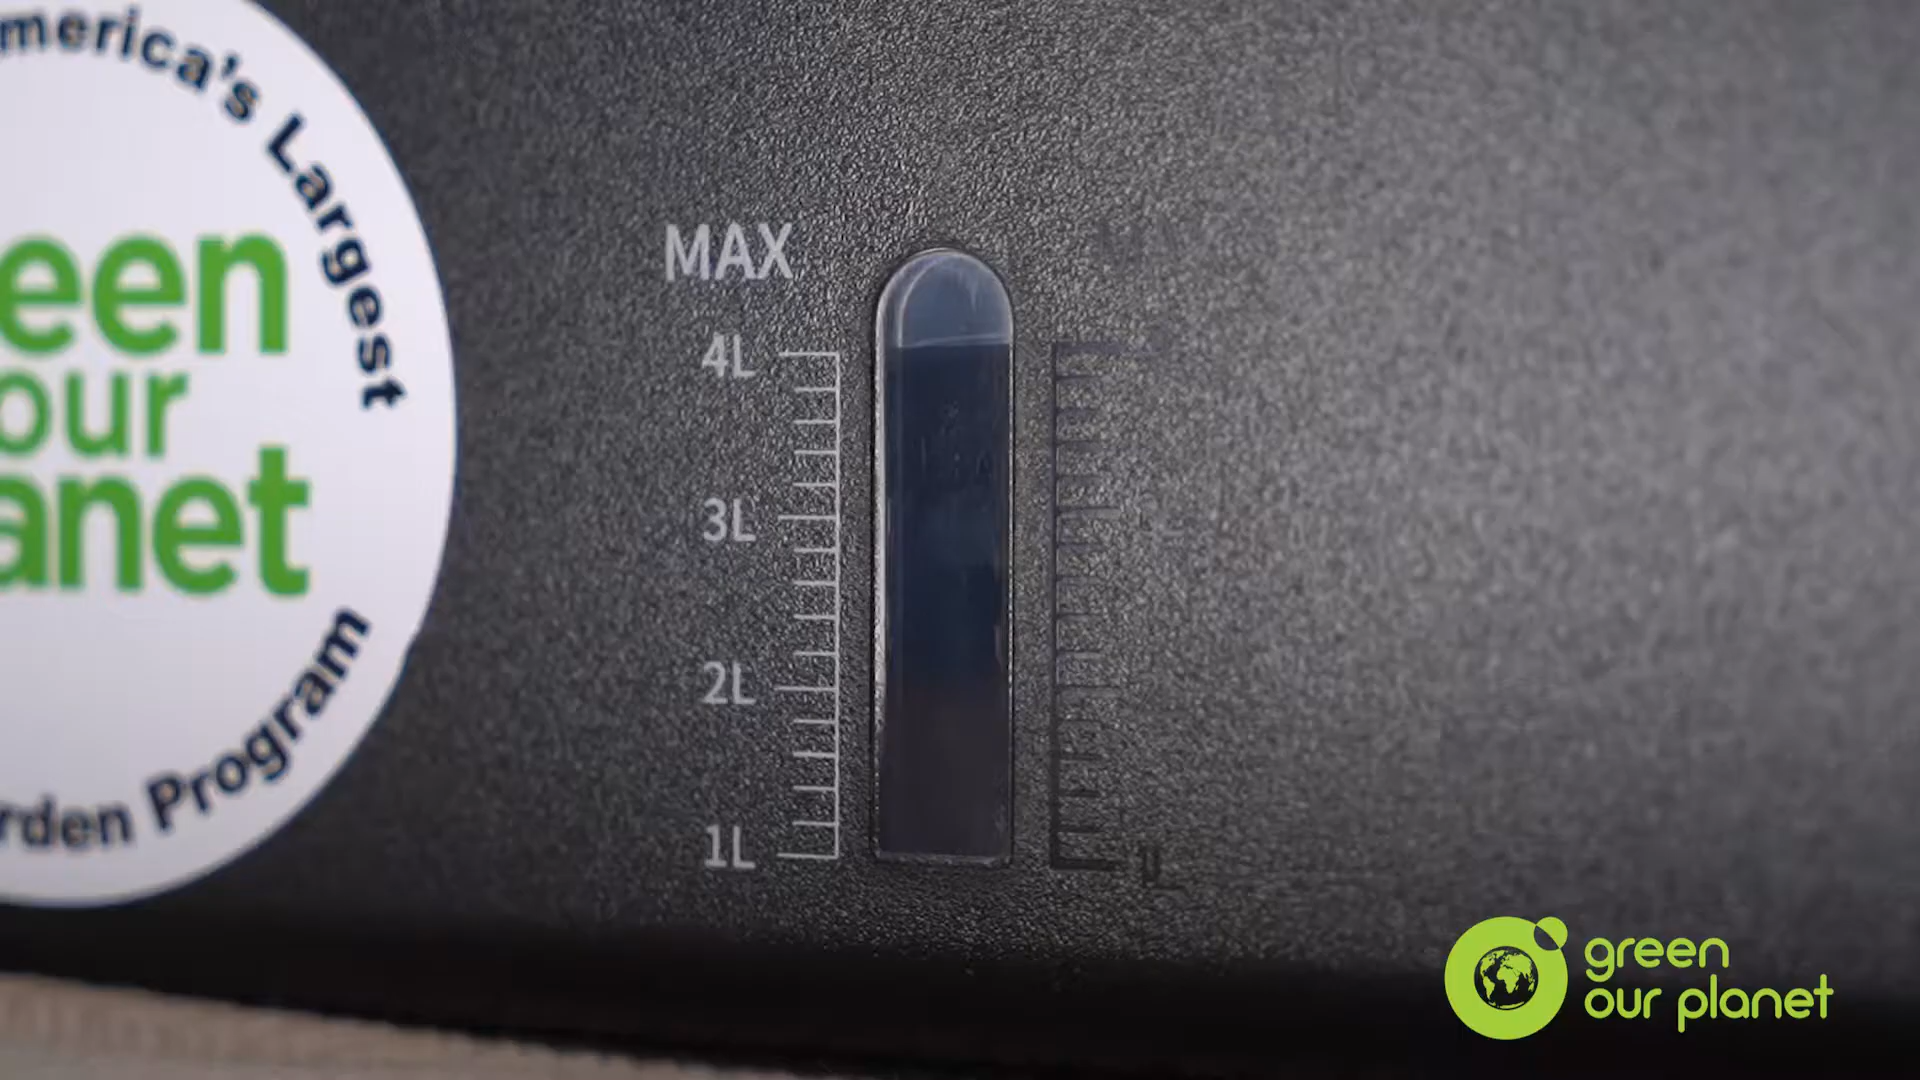 merica's Largest
een
our
anet
rden Program
MAX
4L
3L
2L
1L
green
our planet